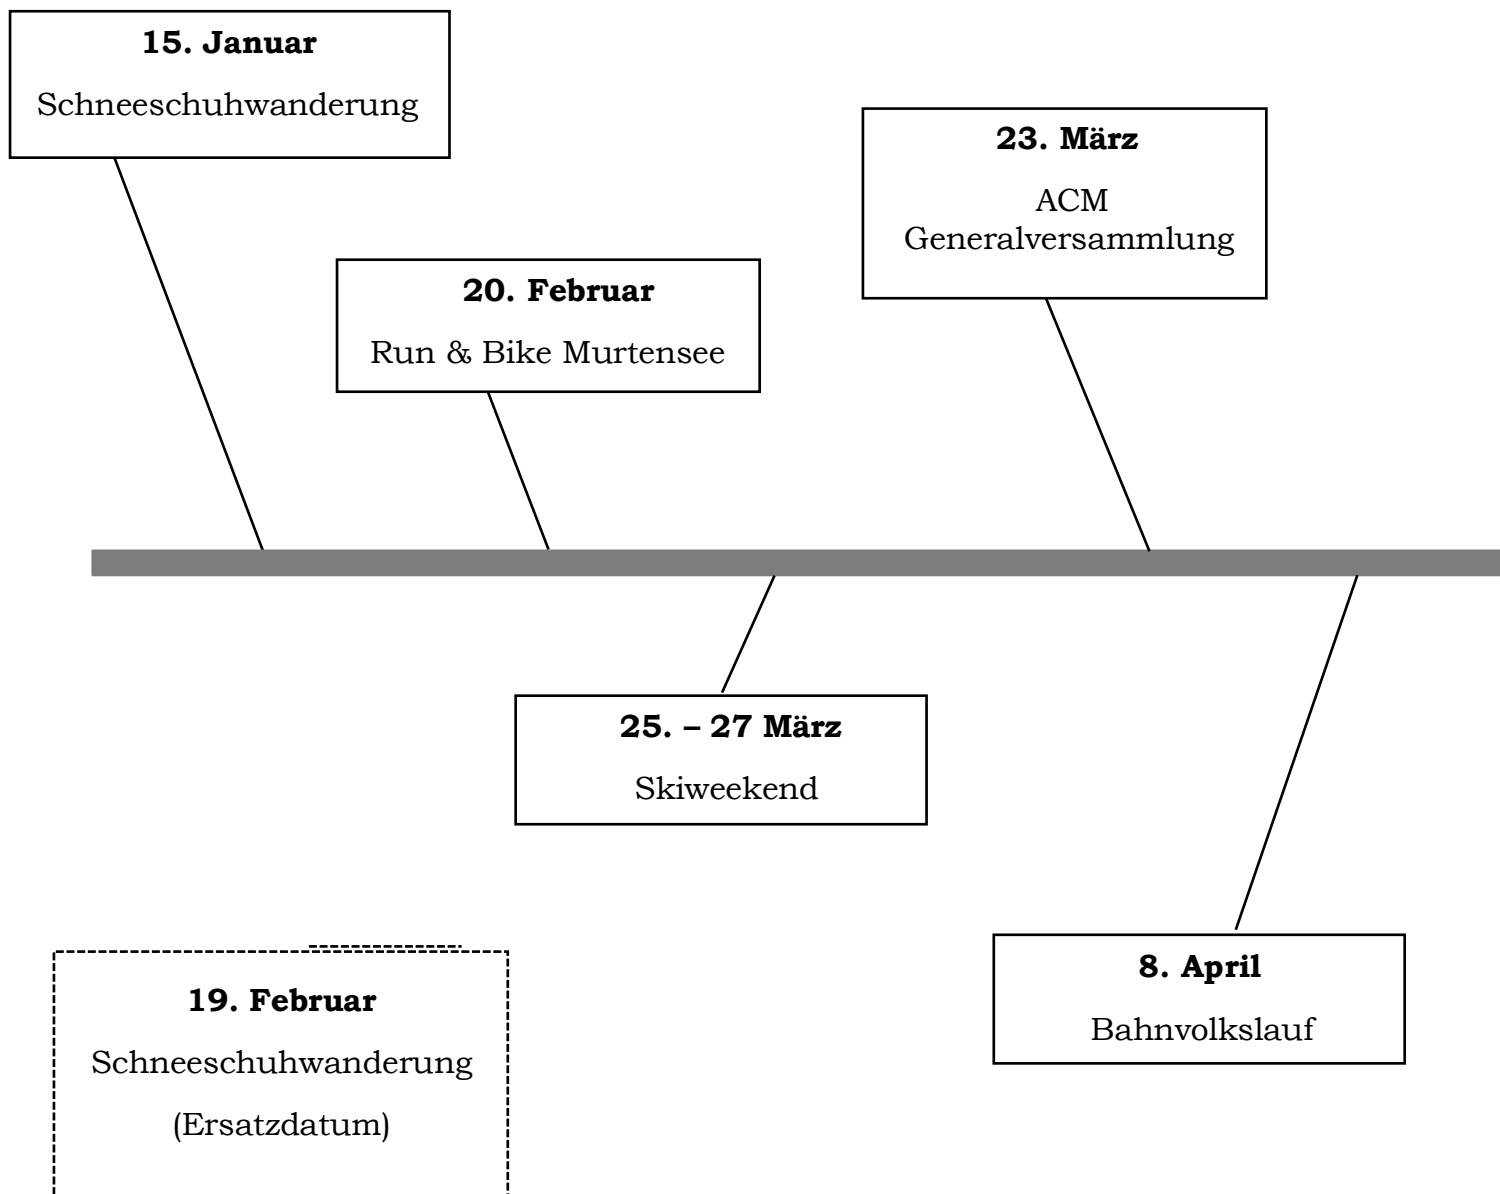 15. Januar
Schneeschuhwanderung
23. März
ACM
Generalversammlung
20. Februar
Run & Bike Murtensee
25. – 27 März
Skiweekend
8. April
Bahnvolkslauf
19. Februar
Schneeschuhwanderung
(Ersatzdatum)